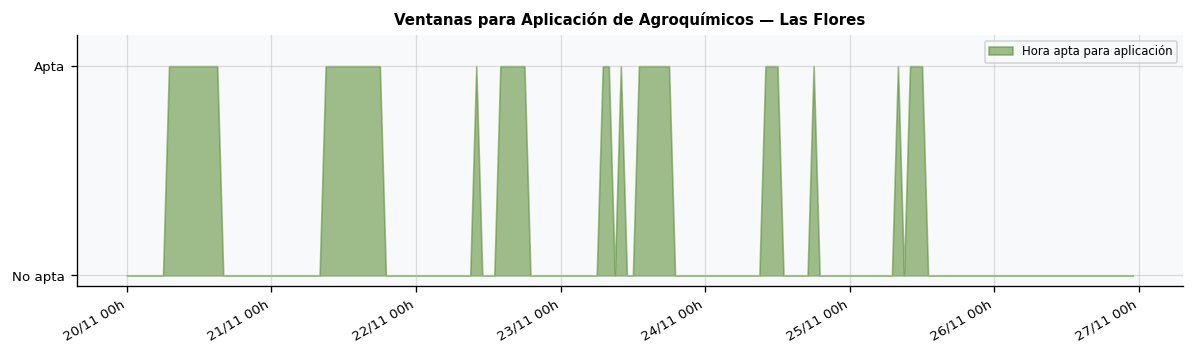 Ventanas para Aplicación de Agroquímicos — Las Flores
Hora apta para aplicación
Apta
No apta
20/11 00h
21/11 00h
22/11 00h
23/11 00h
24/11 00h
25/11 00h
26/11 00h
27/11 00h